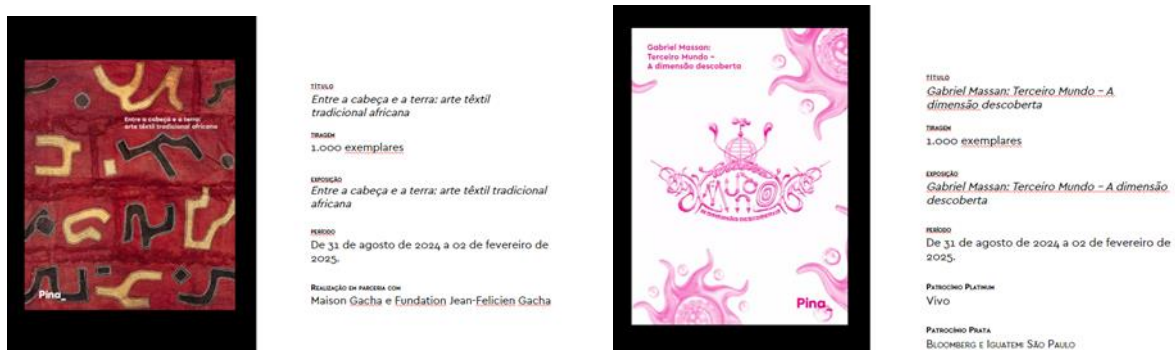 Entre a cabeça e a terra:
arte têxtil tradicional africana
Pina_
TÍTULO
Entre a cabeça e a terra: arte têxtil
tradicional africana
TIRAGEM
1.000 exemplares
EXPOSIÇÃO
Entre a cabeça e a terra: arte têxtil tradicional
africana
PERÍODO
De 31 de agosto de 2024 a 02 de fevereiro de
2025.
REALIZAÇÃO EM PARCERIA COM
Maison Gacha e Fundation Jean-Felicien Gacha
Gabriel Massan:
Terceiro Mundo –
A dimensão descoberta
Pina_
TÍTULO
Gabriel Massan: Terceiro Mundo – A
dimensão descoberta
TIRAGEM
1.000 exemplares
EXPOSIÇÃO
Gabriel Massan: Terceiro Mundo – A dimensão
descoberta
PERÍODO
De 31 de agosto de 2024 a 02 de fevereiro de
2025.
PATROCÍNIO PLATINUM
Vivo
PATROCÍNIO PRATA
BLOOMBERG E IGUATEMI SÃO PAULO